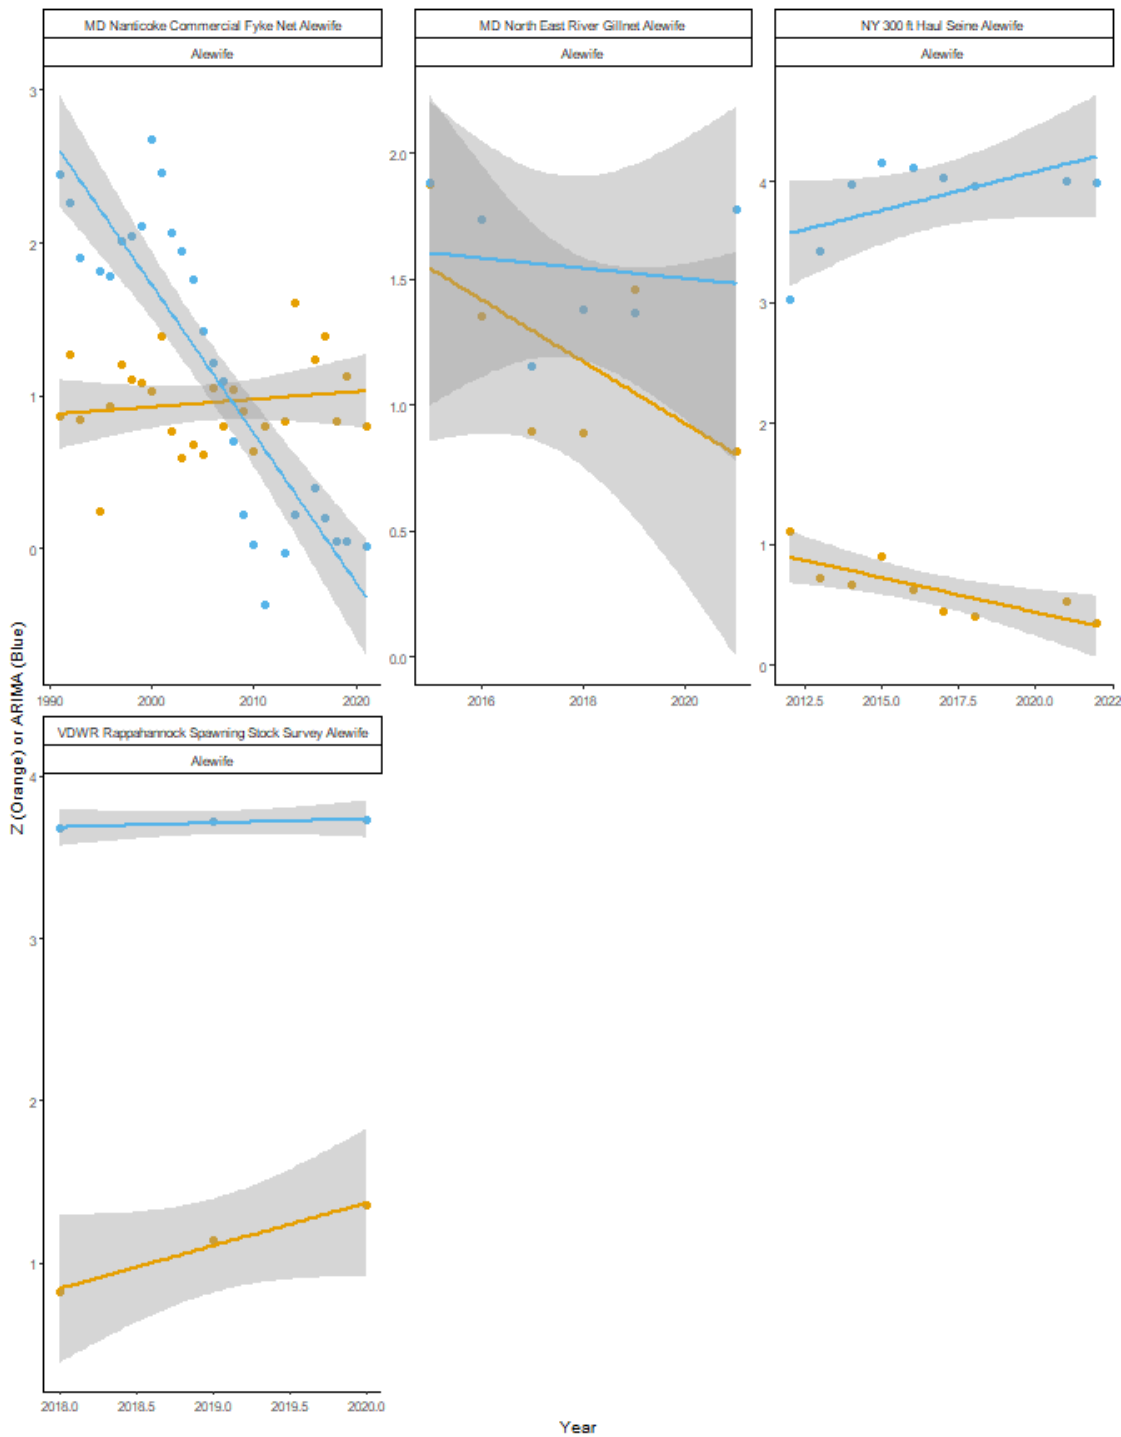 MD Nanticoke Commercial Fyke Net Alewife
Alewife
MD North East River Gillnet Alewife
Alewife
NY 300 ft Haul Seine Alewife
Alewife
3
2
1
0
1990 2000 2010 2020
2.0
1.5
1.0
0.5
0.0
2016 2018 2020
4
3
2
1
0
2012.5 2015.0 2017.5 2020.0 2022
Z (Orange) or ARIMA (Blue)
VDWR Rappahannock Spawning Stock Survey Alewife
Alewife
4
3
2
1
2018.0 2018.5 2019.0 2019.5 2020.0
Year